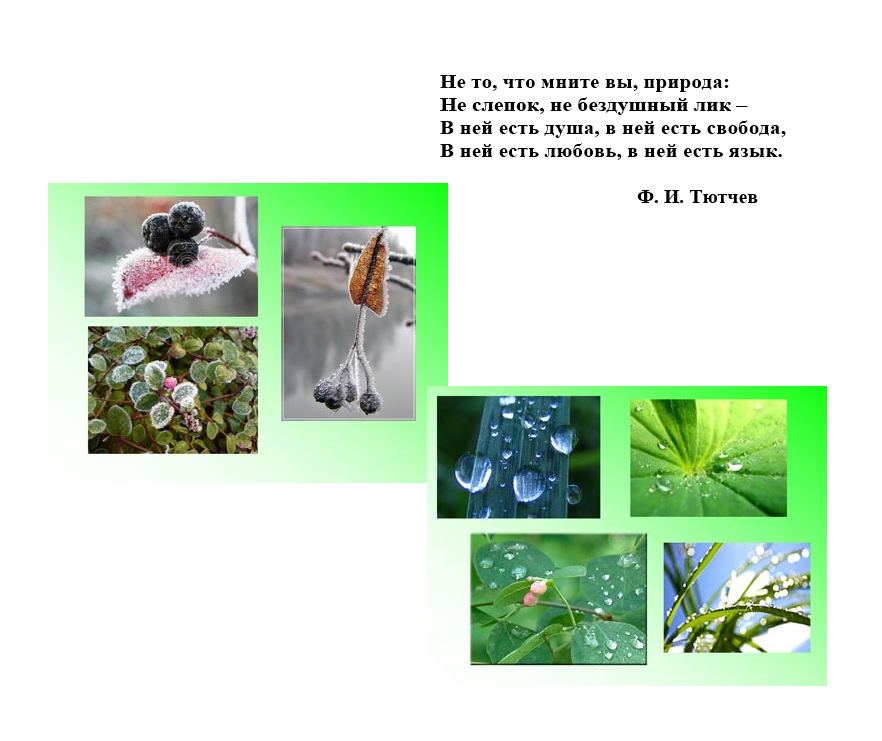 Не то, что мните вы, природа:
Не слепок, не бездушный лик –
В ней есть душа, в ней есть свобода,
В ней есть любовь, в ней есть язык.
Ф. И. Тютчев